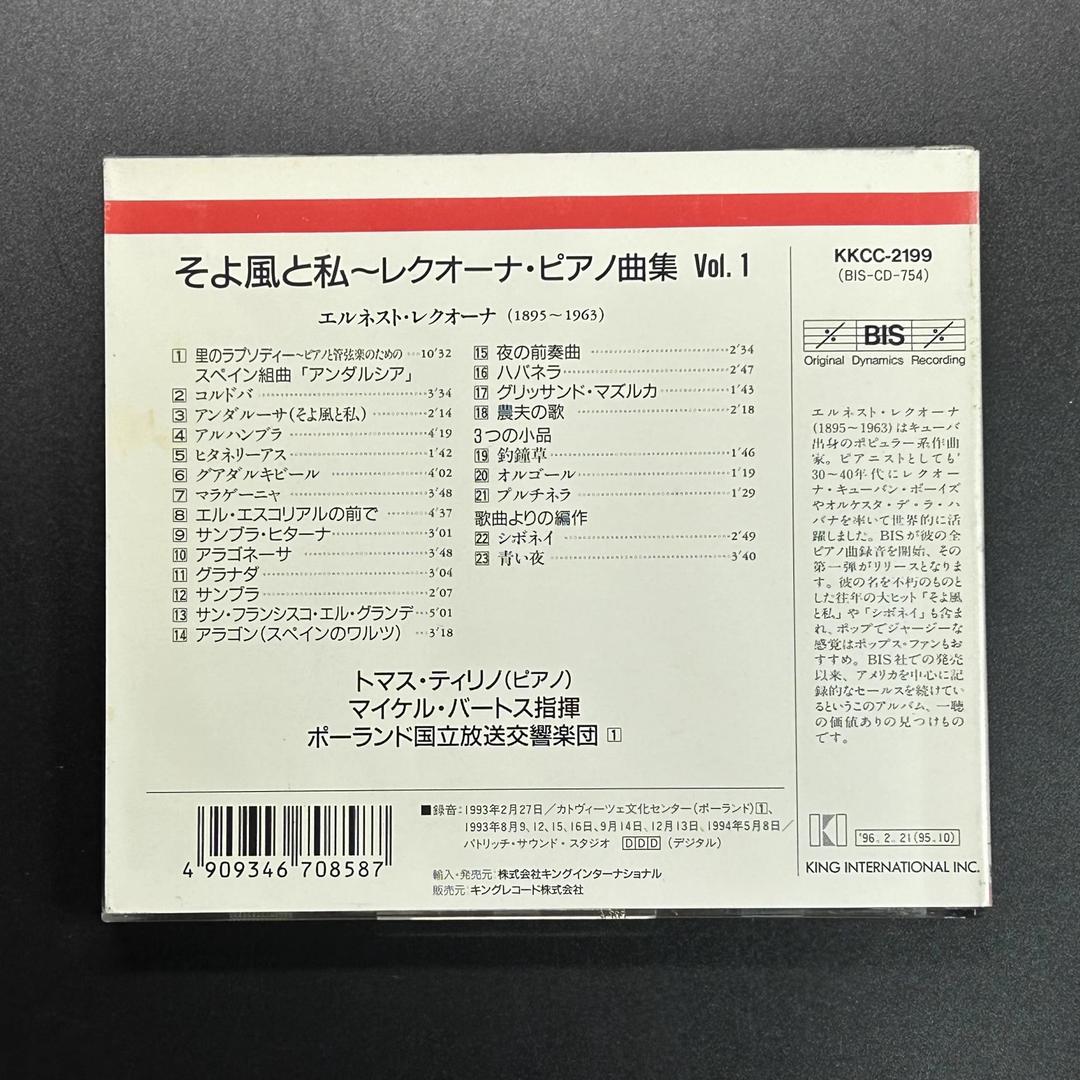 そよ風と私～レクオーナ・ピアノ曲集 Vol. 1
エルネスト・レクオーナ (1895～1963)
1 里のラプソディー～ピアノと管弦楽のための 10'32
スペイン組曲「アンダルシア」
2 コルドバ 3'34
3 アンダルーサ(そよ風と私) 2'14
4 アルハンブラ 4'19
5 ヒタネリーアス 1'42
6 グアダルキビール 4'02
7 マラゲーニャ 3'48
8 エル・エスコリアルの前で 4'37
9 サンブラ・ヒターナ 3'01
10 アラゴネーサ 3'48
11 グラナダ 3'04
12 サンブラ 2'07
13 サン・フランシスコ・エル・グランデ 5'01
14 アラゴン(スペインのワルツ) 3'18
15 夜の前奏曲 2'34
16 ハバネラ 2'47
17 グリッサンド・マズルカ 1'43
18 農夫の歌 2'18
3つの小品
19 釣鐘草 1'46
20 オルゴール 1'19
21 プルチネラ 1'29
歌曲よりの編作
22 シボネイ 2'49
23 青い夜 3'40
トマス・ティリノ(ピアノ)
マイケル・バートス指揮
ポーランド国立放送交響楽団 1
KKCC-2199
(BIS-CD-754)
BIS
Original Dynamics Recording
エルネスト・レクオーナ
(1895～1963)はキューバ
出身のポピュラー系作曲
家。ピアニストとしても'
30～40年代にレクオー
ナ・キューバン・ボーイズ
やオルケスタ・デ・ラ・ハ
バナを率いて世界的に活
躍しました。BISが彼の全
ピアノ曲録音を開始、その
第一弾がリリースとなりま
す。彼の名を不朽のものと
した往年の大ヒット「そよ風
と私」や「シボネイ」も含ま
れ、ポップでジャージーな
感覚はポップス・ファンもお
すすめ。BIS社での発売
以来、アメリカを中心に記
録的なセールスを続けてい
るというこのアルバム、一聴
の価値ありの見つけもの
です。
■録音:1993年2月27日/カトヴィーツェ文化センター(ポーランド)1、
1993年8月9、12、15、16日、9月14日、12月13日、1994年5月8日/
パトリッチ・サウンド・スタジオ DDD (デジタル)
輸入・発売元:株式会社キングインターナショナル
販売元:キングレコード株式会社
4 909346 708587
KI '96. 2. 21(95.10)
KING INTERNATIONAL INC.